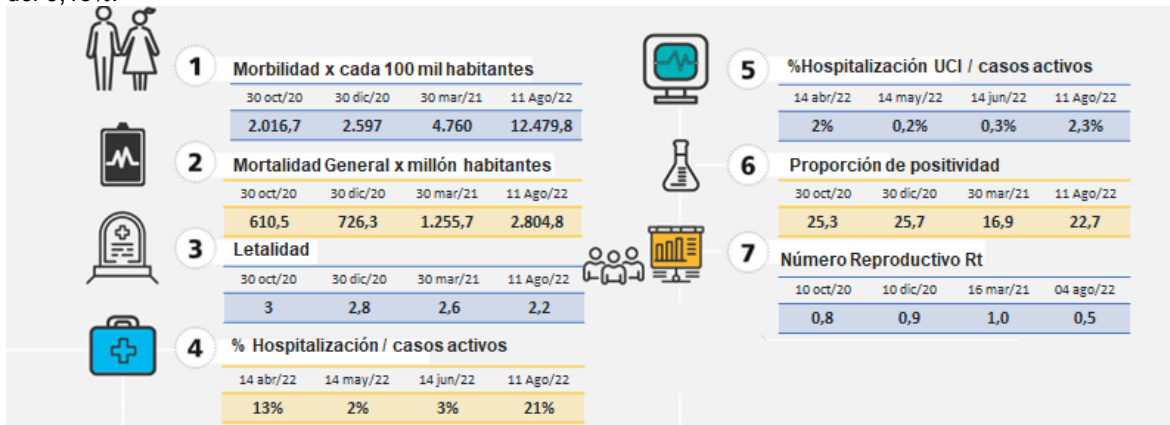 1 Morbilidad x cada 100 mil habitantes
30 oct/20 30 dic/20 30 mar/21 11 Ago/22
2.016,7 2.597 4.760 12.479,8
2 Mortalidad General x millón habitantes
30 oct/20 30 dic/20 30 mar/21 11 Ago/22
610,5 726,3 1.255,7 2.804,8
3 Letalidad
30 oct/20 30 dic/20 30 mar/21 11 Ago/22
3 2,8 2,6 2,2
4 % Hospitalización / casos activos
14 abr/22 14 may/22 14 jun/22 11 Ago/22
13% 2% 3% 21%
5 %Hospitalización UCI / casos activos
14 abr/22 14 may/22 14 jun/22 11 Ago/22
2% 0,2% 0,3% 2,3%
6 Proporción de positividad
30 oct/20 30 dic/20 30 mar/21 11 Ago/22
25,3 25,7 16,9 22,7
7 Número Reproductivo Rt
10 oct/20 10 dic/20 16 mar/21 04 ago/22
0,8 0,9 1,0 0,5